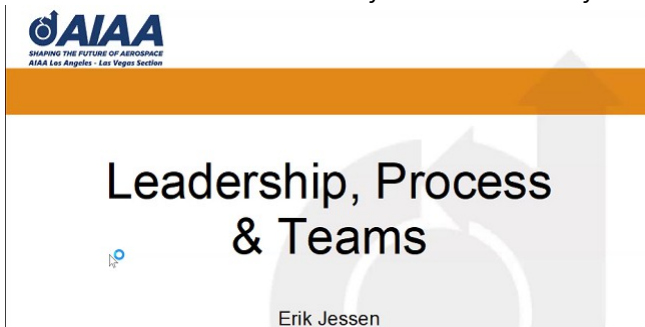 AIAA
SHAPING THE FUTURE OF AEROSPACE
AIAA Los Angeles - Las Vegas Section
Leadership, Process
& Teams
Erik Jessen